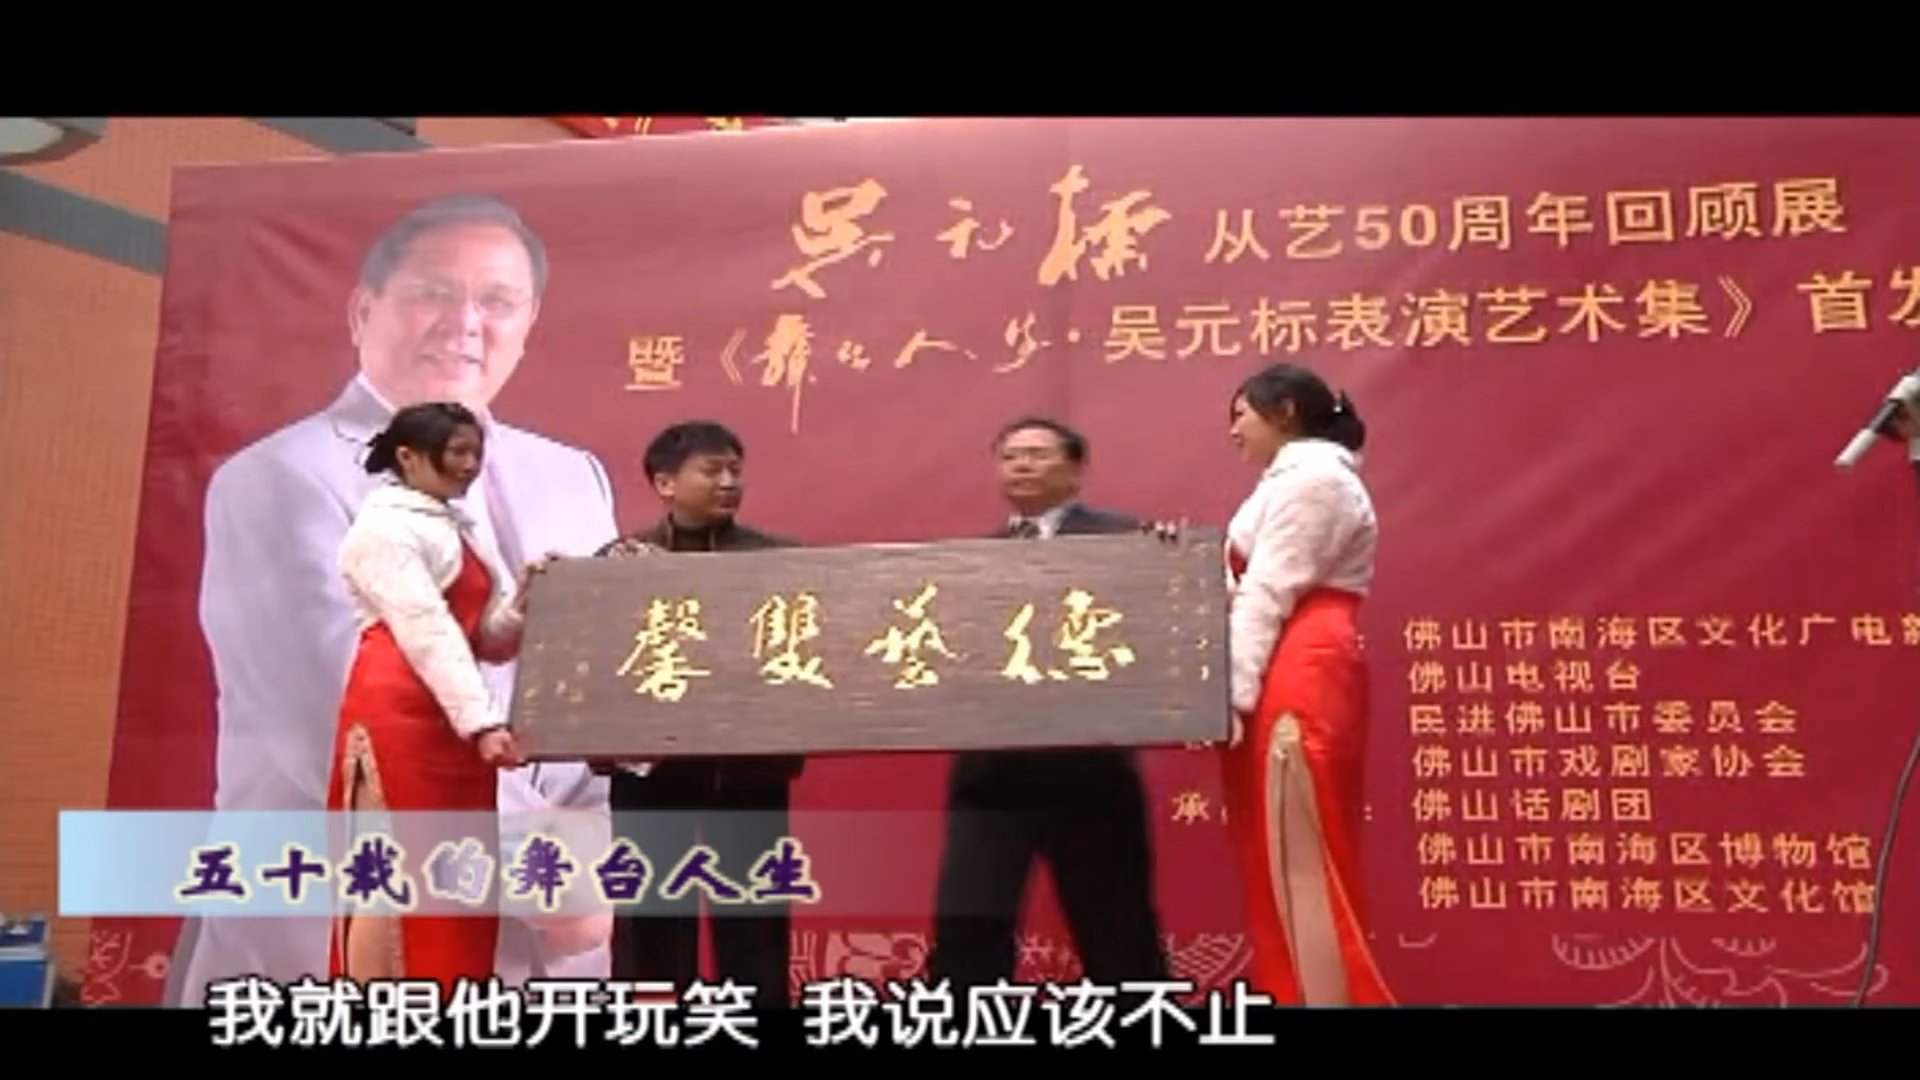 吴元标从艺50周年回顾展
暨《舞台人生·吴元标表演艺术集》首发
馨雙藝德
佛山市南海区文化广电新
佛山电视台
民进佛山市委员会
佛山市戏剧家协会
承
佛山话剧团
佛山市南海区博物馆
佛山市南海区文化馆
五十载的舞台人生
我就跟他开玩笑 我说应该不止